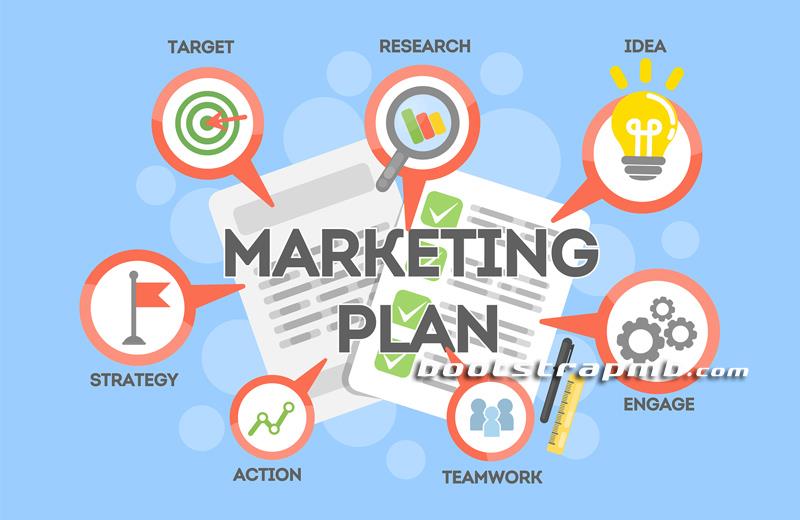 TARGET
RESEARCH
IDEA
MARKETING
PLAN
STRATEGY
bootstrapmb.com
ENGAGE
ACTION
TEAMWORK